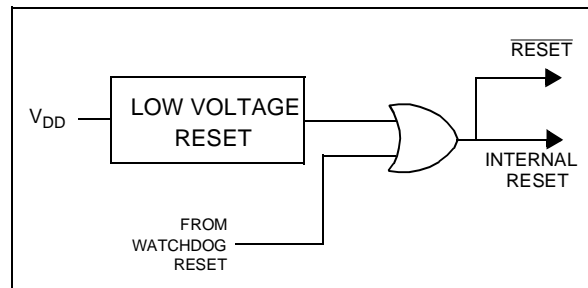 RESET
V_DD
LOW VOLTAGE
RESET
INTERNAL
RESET
FROM
WATCHDOG
RESET